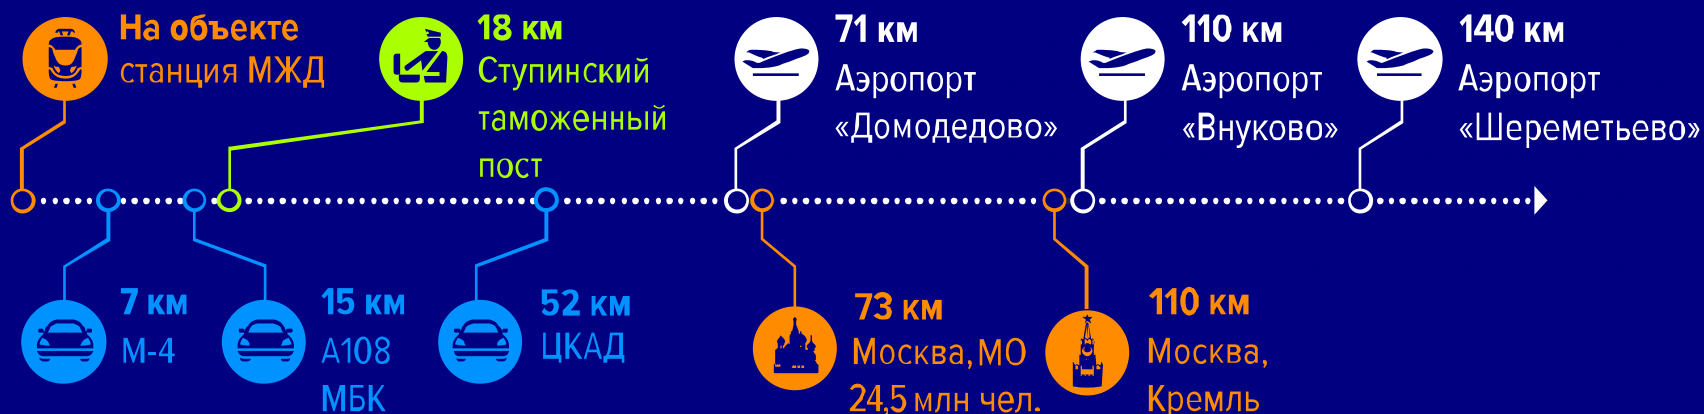 На объекте
станция МЖД
18 км
Ступинский
таможенный
пост
71 км
Аэропорт
«Домодедово»
110 км
Аэропорт
«Внуково»
140 км
Аэропорт
«Шереметьево»
7 км
М-4
15 км
А108
МБК
52 км
ЦКАД
73 км
Москва, МО
24,5 млн чел.
110 км
Москва,
Кремль